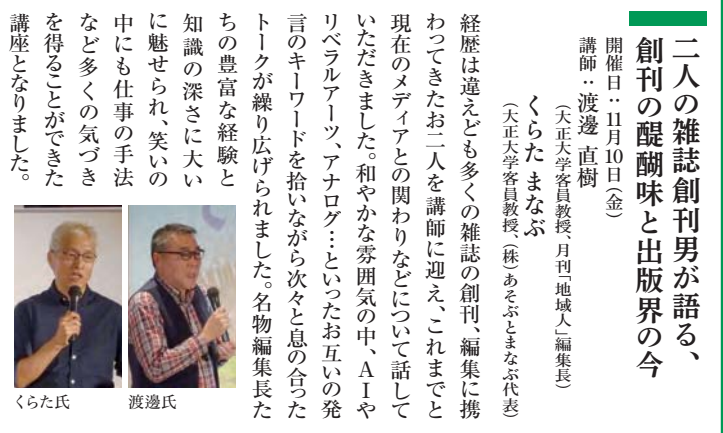 二人の雑誌創刊男が語る、
創刊の醍醐味と出版界の今
開催日：11月10日（金）
講師：渡邊 直樹
（大正大学客員教授、月刊「地域人」編集長）
くらた まなぶ
（大正大学客員教授、（株）あそぶとまなぶ代表）
経歴は違えども多くの雑誌の創刊、編集に携
わってきたお二人を講師に迎え、これまでと
現在のメディアとの関わりなどについて話して
いただきました。和やかな雰囲気の中、ＡＩや
リベラルアーツ、アナログ…といったお互いの発
言のキーワードを拾いながら次々と息の合った
トークが繰り広げられました。名物編集長た
ちの豊富な経験と
知識の深さに大い
に魅せられ、笑いの
中にも仕事の手法
など多くの気づき
を得ることができた
講座となりました。
くらた氏
渡邊氏